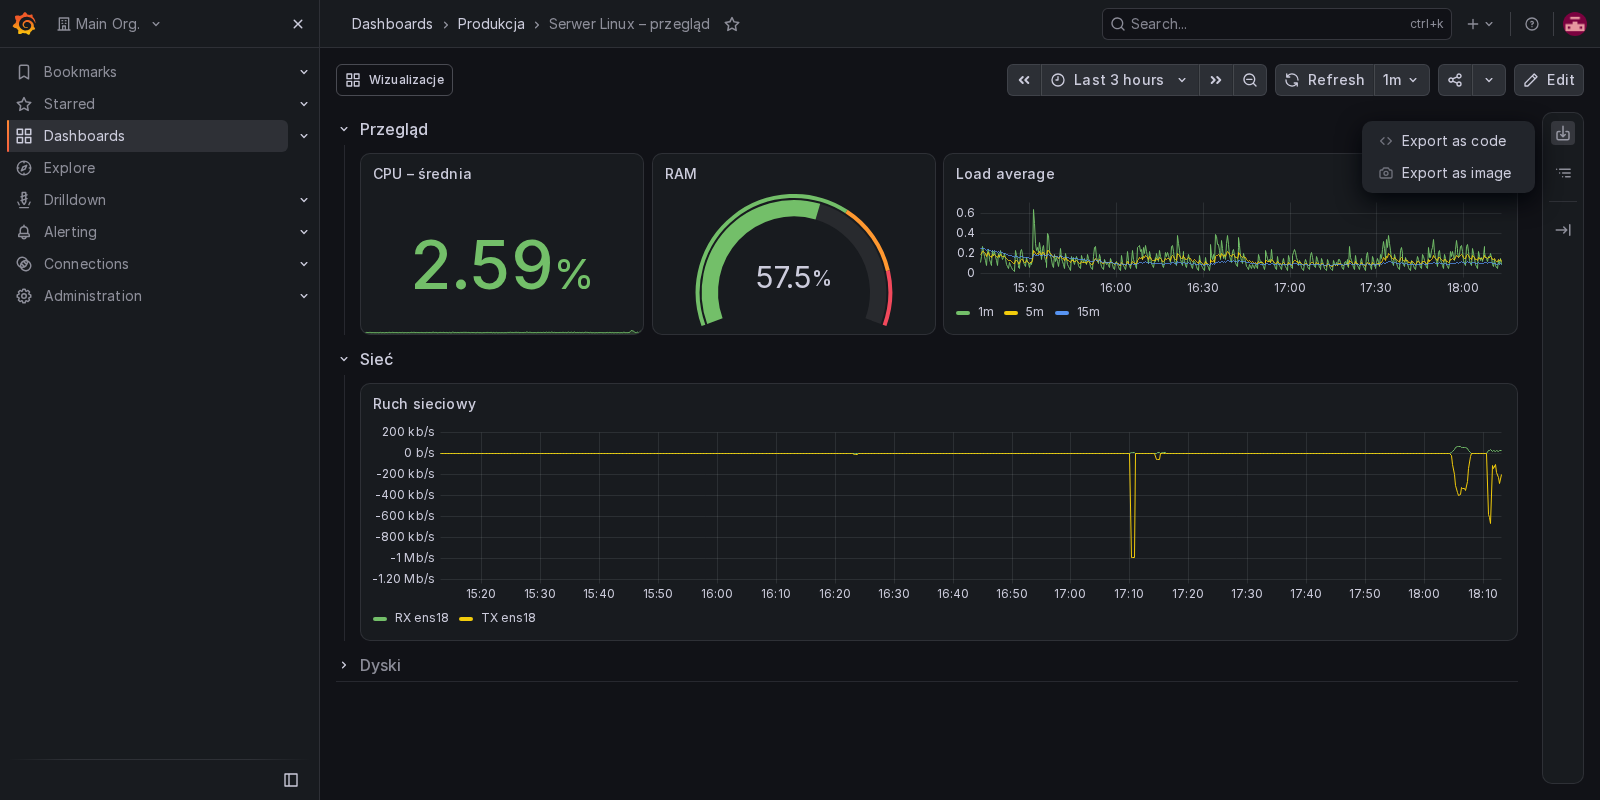 Main Org.
Dashboards > Produkcja > Serwer Linux – przegląd
Search...
ctrl+k
Bookmarks
Starred
Dashboards
Explore
Drilldown
Alerting
Connections
Administration
Wizualizacje
Last 3 hours
Refresh
1m
Edit
Export as code
Export as image
Przegląd
CPU – średnia
2.59%
RAM
57.5%
Load average
0.6
0.4
0.2
0
15:30 16:00 16:30 17:00 17:30 18:00
1m 5m 15m
Sieć
Ruch sieciowy
200 kb/s
0 b/s
-200 kb/s
-400 kb/s
-600 kb/s
-800 kb/s
-1 Mb/s
-1.20 Mb/s
15:20 15:30 15:40 15:50 16:00 16:10 16:20 16:30 16:40 16:50 17:00 17:10 17:20 17:30 17:40 17:50 18:00 18:10
RX ens18 TX ens18
Dyski